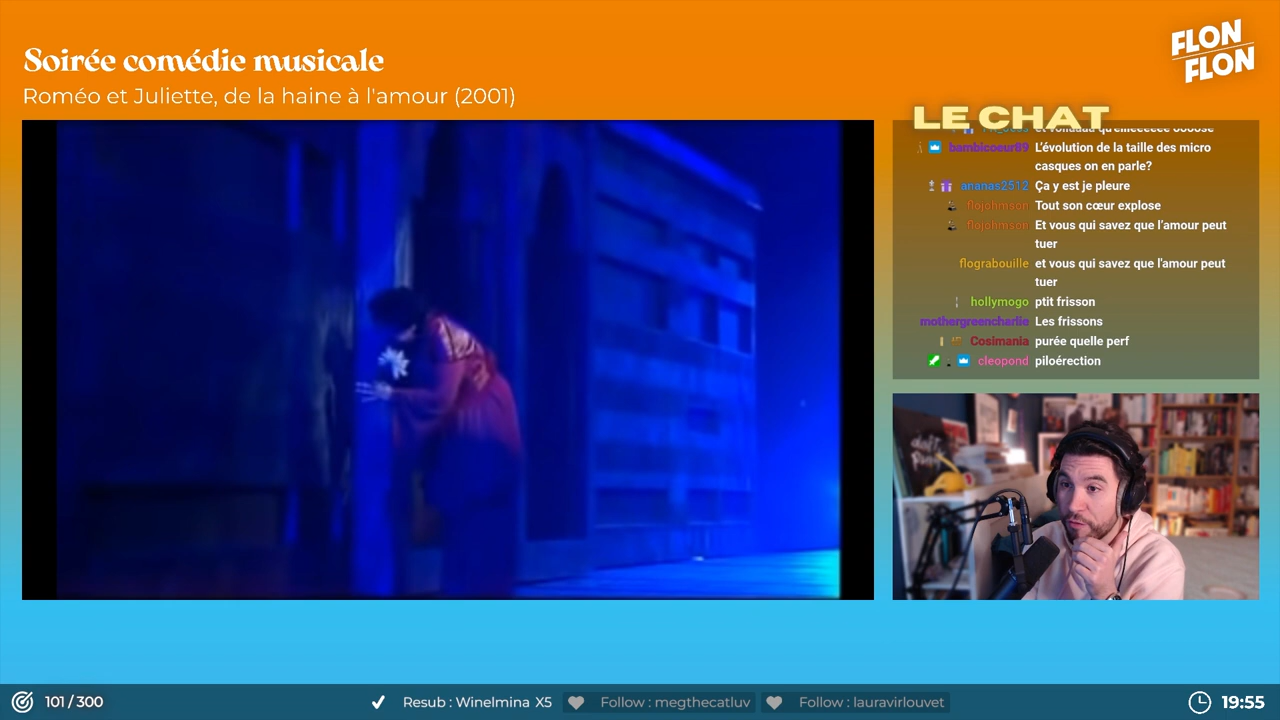 Soirée comédie musicale
Roméo et Juliette, de la haine à l'amour (2001)
FLON
FLON
LE CHAT
bambicoeur89 L'évolution de la taille des micro
casques on en parle?
ananas2512 Ça y est je pleure
flojohmson Tout son cœur explose
flojohmson Et vous qui savez que l'amour peut
tuer
flograbouille et vous qui savez que l'amour peut
tuer
hollymogo ptit frisson
mothergreencharlie Les frissons
Cosimania purée quelle perf
cleopond piloérection
101 / 300
Resub : Winelmina X5
Follow : megthecatluv
Follow : lauravirlouvet
19:55